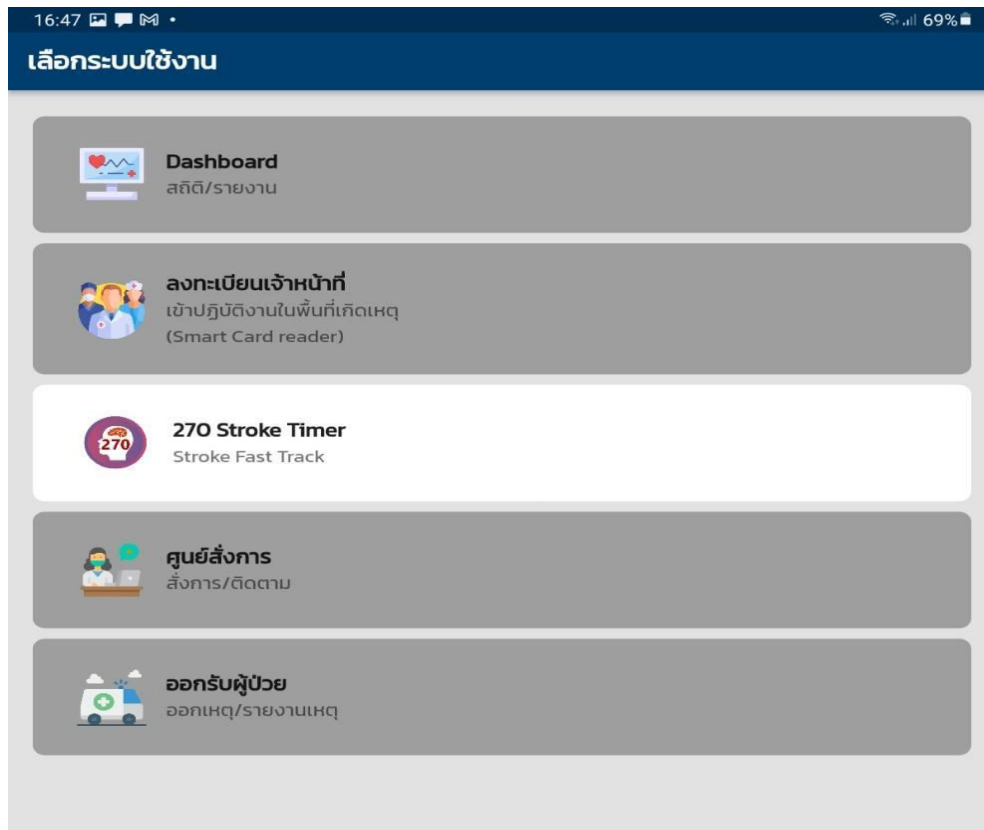 16:47
69%
เลือกระบบใช้งาน
Dashboard
สถิติ/รายงาน
ลงทะเบียนเจ้าหน้าที่
เข้าปฏิบัติงานในพื้นที่เกิดเหตุ
(Smart Card reader)
270
270 Stroke Timer
Stroke Fast Track
ศูนย์สั่งการ
สั่งการ/ติดตาม
ออกรับผู้ป่วย
ออกเหตุ/รายงานเหตุ